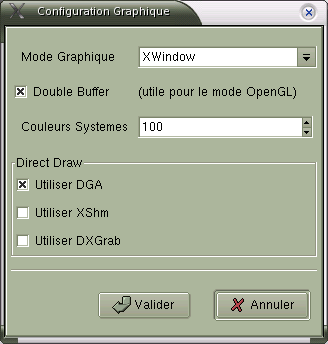 Configuration Graphique
Mode Graphique XWindow
Double Buffer (utile pour le mode OpenGL)
Couleurs Systemes 100
Direct Draw
Utiliser DGA
Utiliser XShm
Utiliser DXGrab
Valider Annuler